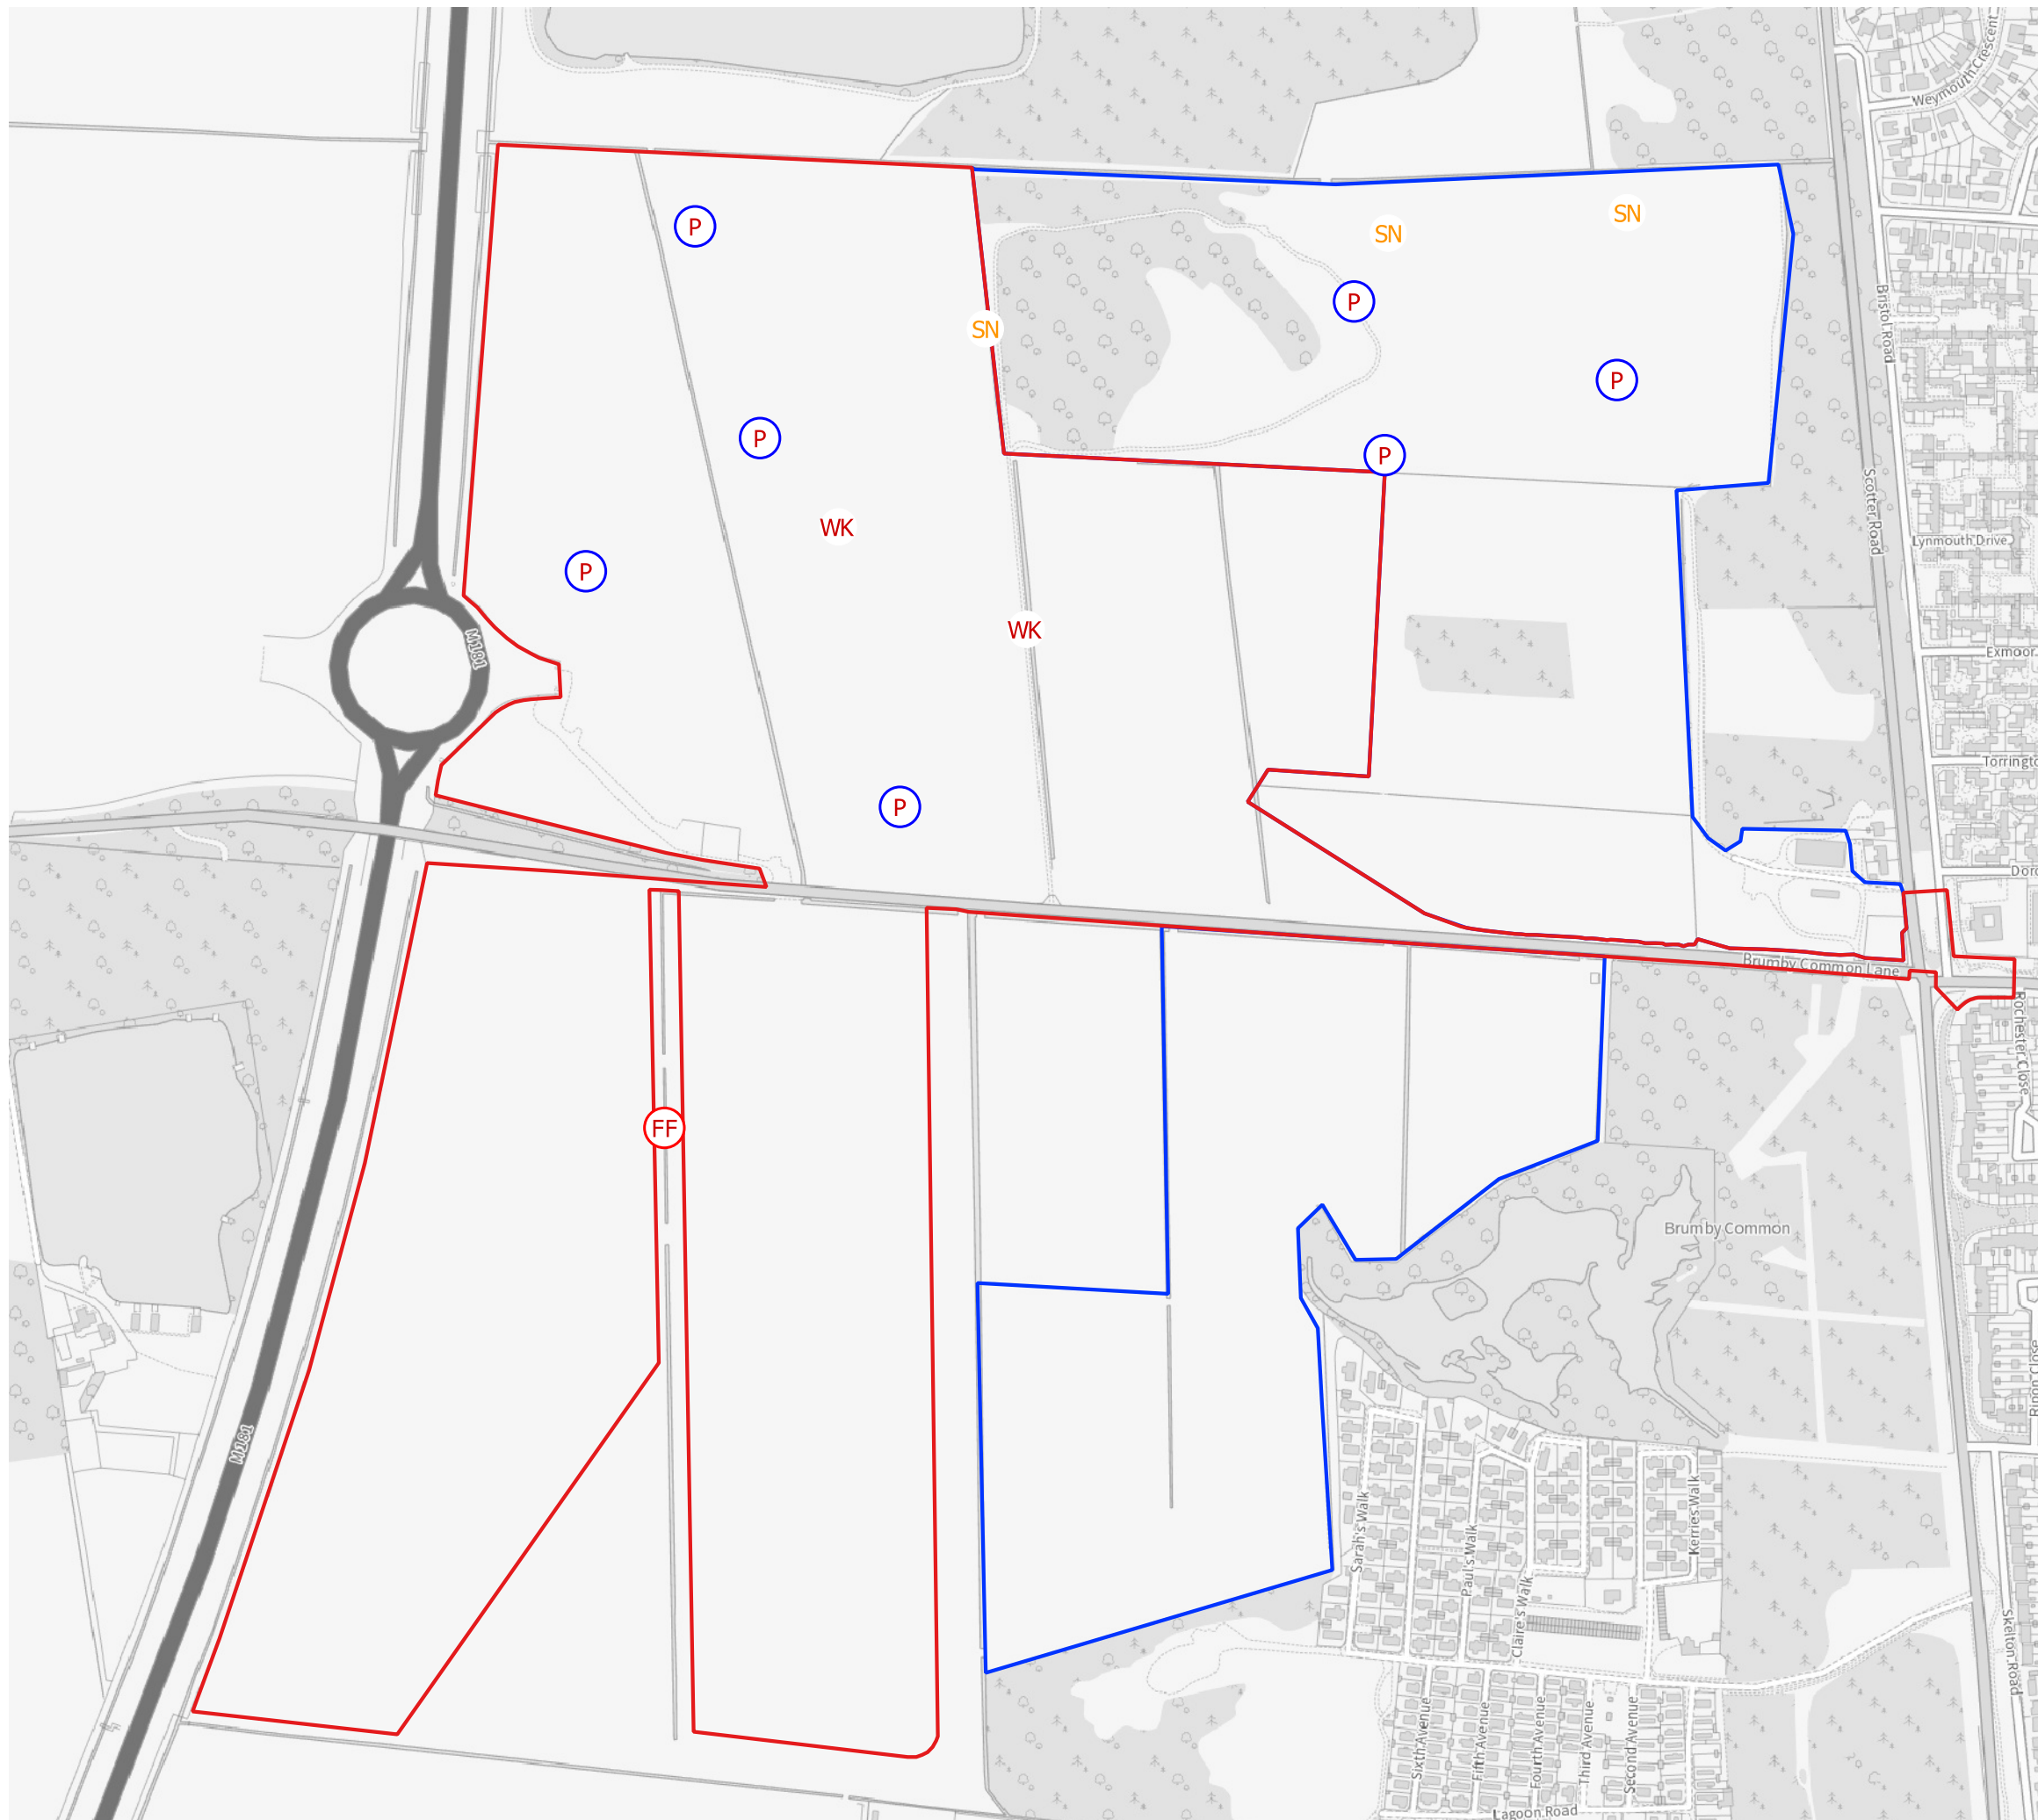 Weymouth Crescent
SN
SN
P
P
SN
Bristol Road
P
P
P
P
WK
Scotter Road
Lynmouth Drive
P
WK
M181
Exmoor
Torringto
P
Doro
Brumby Common Lane
Rochester Close
FF
Brumby Common
Ripon Close
M181
Sarah's Walk
Paul's Walk
Claire's Walk
Kerries Walk
Skelton Road
Sixth Avenue
Fifth Avenue
Fourth Avenue
Third Avenue
Second Avenue
Lagoon Road